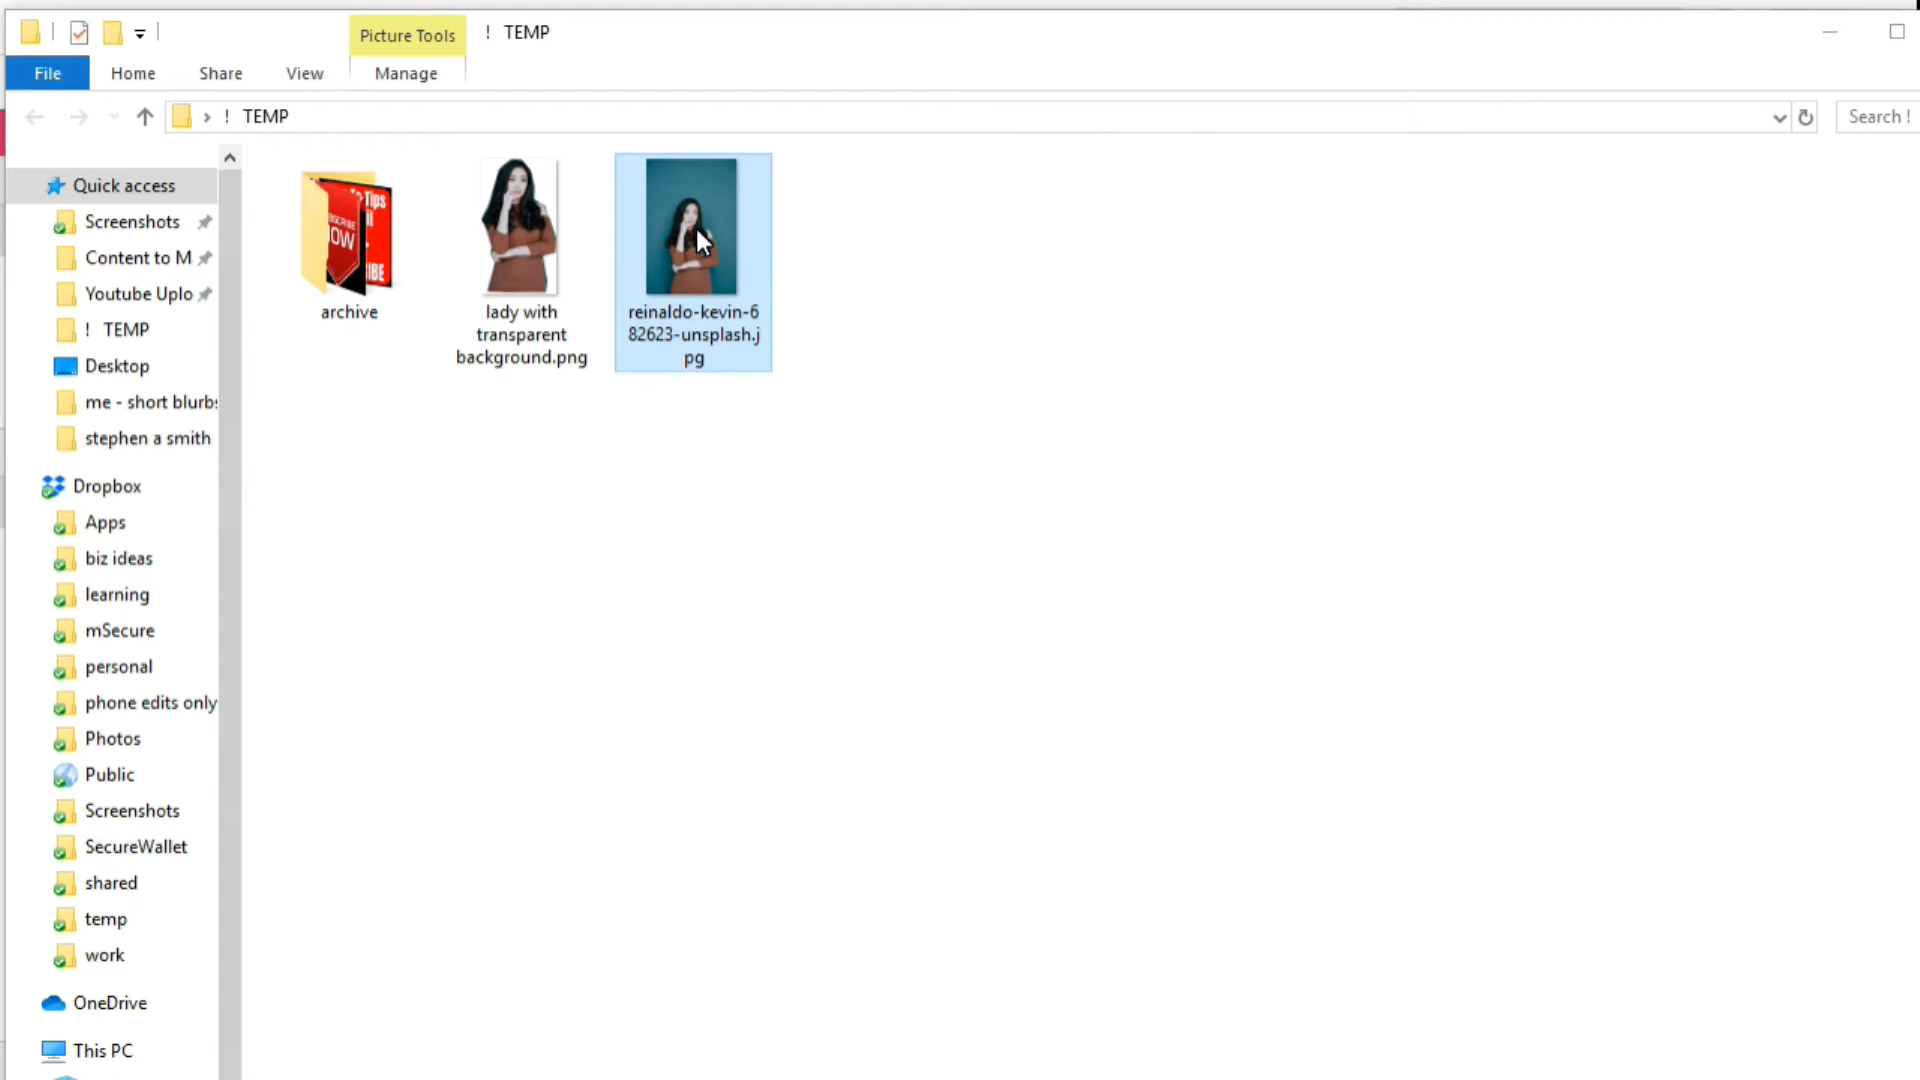 Picture Tools
! TEMP
File
Home
Share
View
Manage
! TEMP
Search !
Quick access
Screenshots
Content to M
Youtube Uplo
! TEMP
Desktop
me - short blurbs
stephen a smith
Dropbox
Apps
biz ideas
learning
mSecure
personal
phone edits only
Photos
Public
Screenshots
SecureWallet
shared
temp
work
OneDrive
This PC
archive
lady with
transparent
background.png
reinaldo-kevin-6
82623-unsplash.j
pg